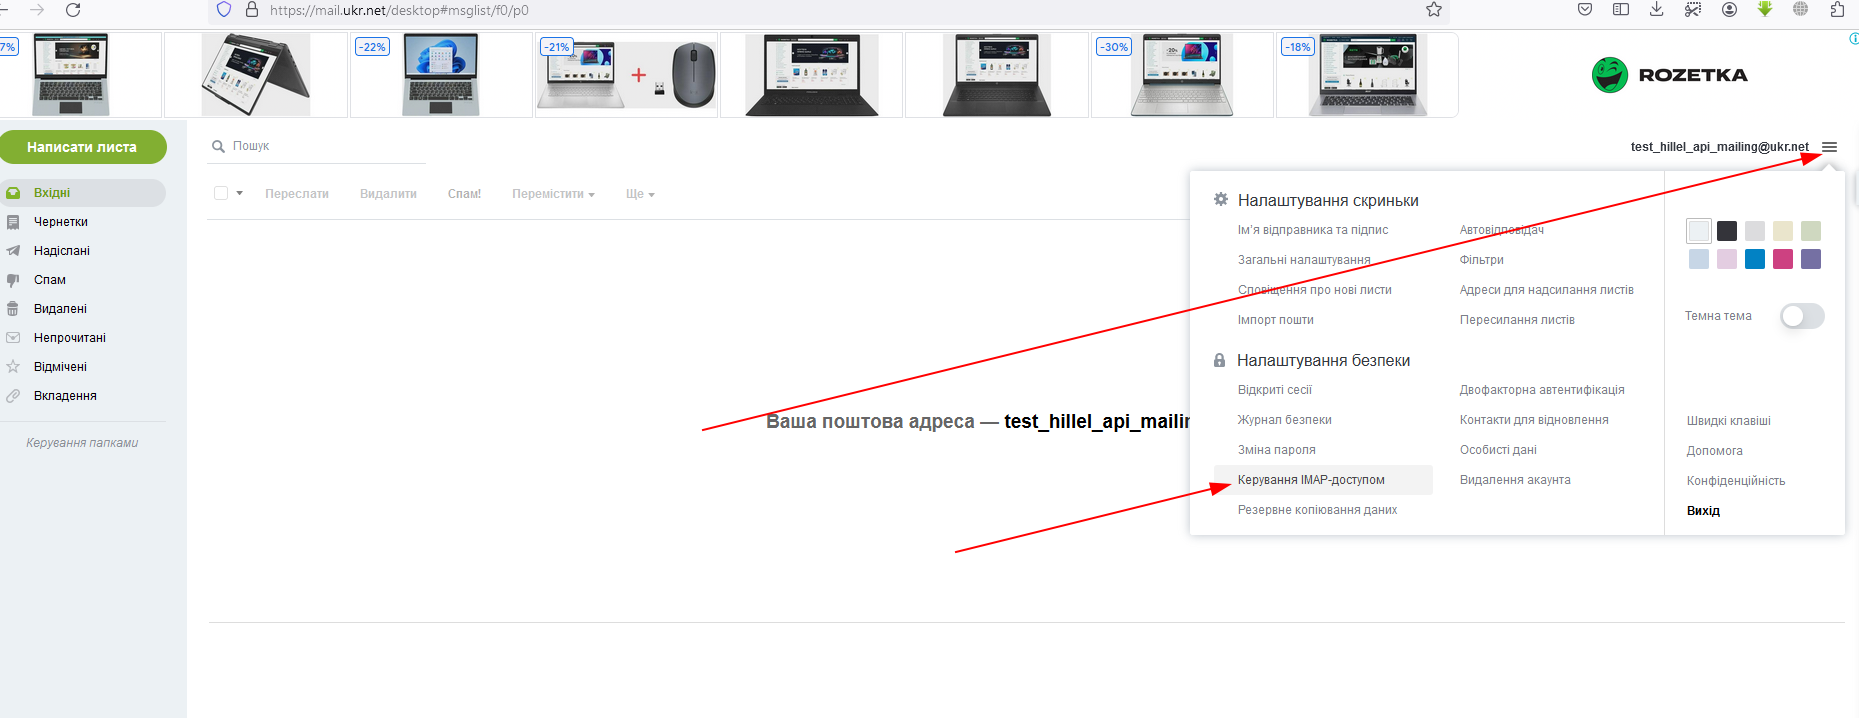 https://mail.ukr.net/desktop#msglist/f0/p0
7%
-22%
-21%
-30%
-18%
ROZETKA
Написати листа
Пошук
test_hillel_api_mailing@ukr.net
Вхідні
Чернетки
Надіслані
Спам
Видалені
Непрочитані
Відмічені
Вкладення
Керування папками
Переслати Видалити Спам! Перемістити Ще
Ваша поштова адреса — test_hillel_api_mailin
Налаштування скриньки
Ім'я відправника та підпис Автовідповідач
Загальні налаштування Фільтри
Сповіщення про нові листи Адреси для надсилання листів
Імпорт пошти Пересилання листів
Налаштування безпеки
Відкриті сесії Двофакторна автентифікація
Журнал безпеки Контакти для відновлення
Зміна пароля Особисті дані
Керування IMAP-доступом Видалення акаунта
Резервне копіювання даних
Темна тема
Швидкі клавіші
Допомога
Конфіденційність
Вихід